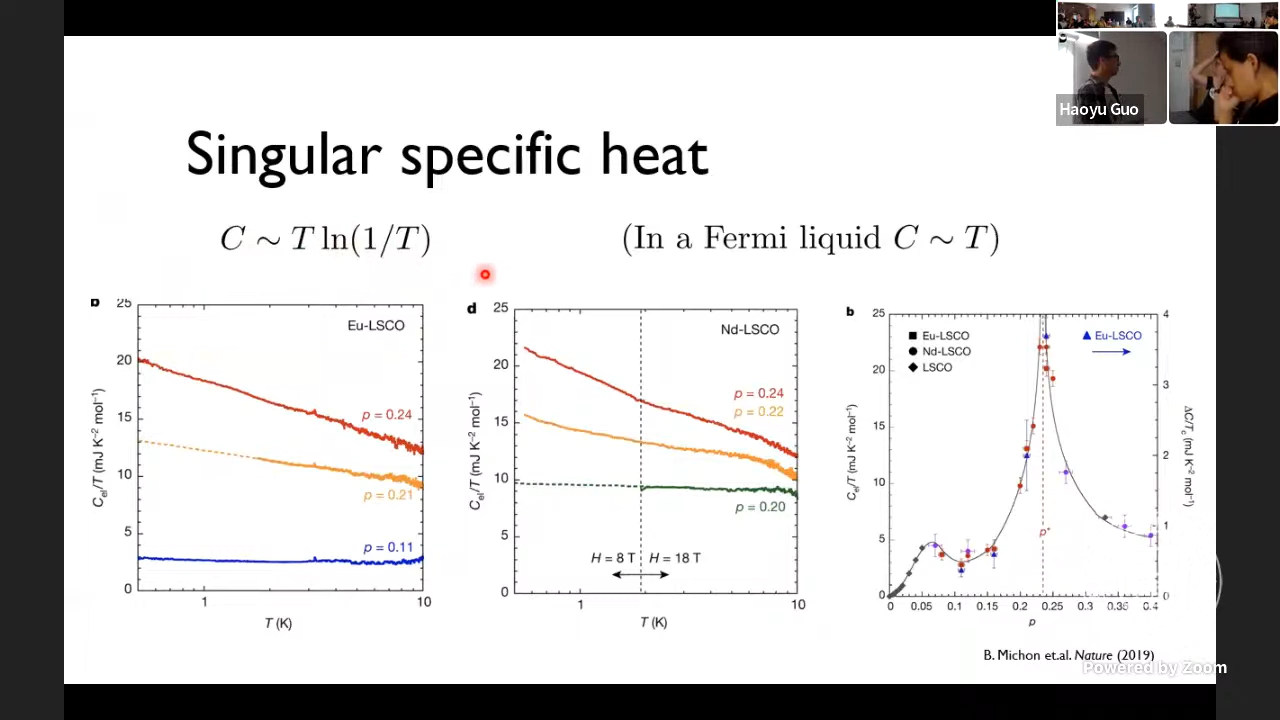 Haoyu Guo
Singular specific heat
C ∼ T ln(1/T)
(In a Fermi liquid C ∼ T)
b
25
20
15
10
5
0
1
10
Eu-LSCO
p = 0.24
p = 0.21
p = 0.11
Cel/T (mJ K−2 mol−1)
T (K)
d
25
20
15
10
5
0
1
10
Nd-LSCO
p = 0.24
p = 0.22
p = 0.20
H = 8 T
H = 18 T
Cel/T (mJ K−2 mol−1)
T (K)
b
25
20
15
10
5
0
Eu-LSCO
Nd-LSCO
LSCO
Eu-LSCO
4
3
2
1
0
p*
0
0.05
0.1
0.15
0.2
0.25
0.3
0.35
0.4
Cel/T (mJ K−2 mol−1)
ΔC/Tc (mJ K−2 mol−1)
p
B. Michon et.al. Nature (2019)
Powered by Zoom